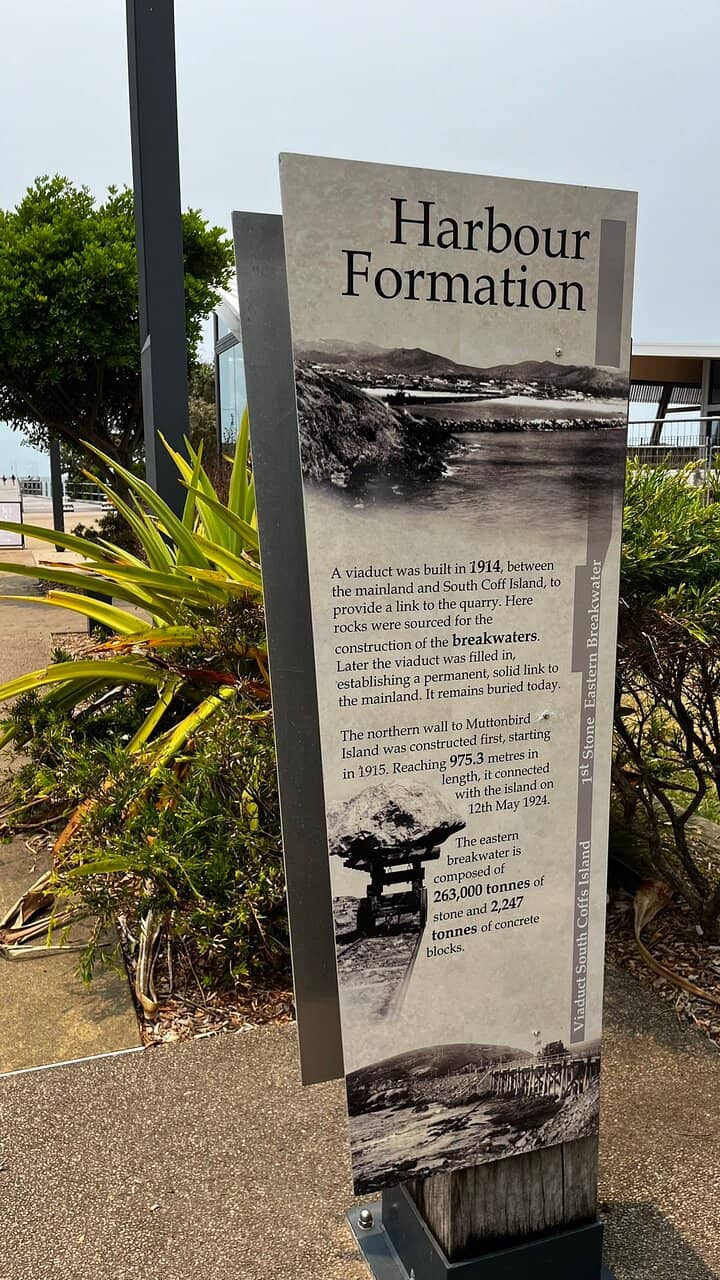 Harbour
Formation
A viaduct was built in 1914, between
the mainland and South Coff Island, to
provide a link to the quarry. Here
rocks were sourced for the
construction of the breakwaters.
Later the viaduct was filled in,
establishing a permanent, solid link to
the mainland. It remains buried today.
The northern wall to Muttonbird
Island was constructed first, starting
in 1915. Reaching 975.3 metres in
length, it connected
with the island on
12th May 1924.
The eastern
breakwater is
composed of
263,000 tonnes of
stone and 2,247
tonnes of concrete
blocks.
1st Stone Eastern Breakwater
Viaduct South Coffs Island